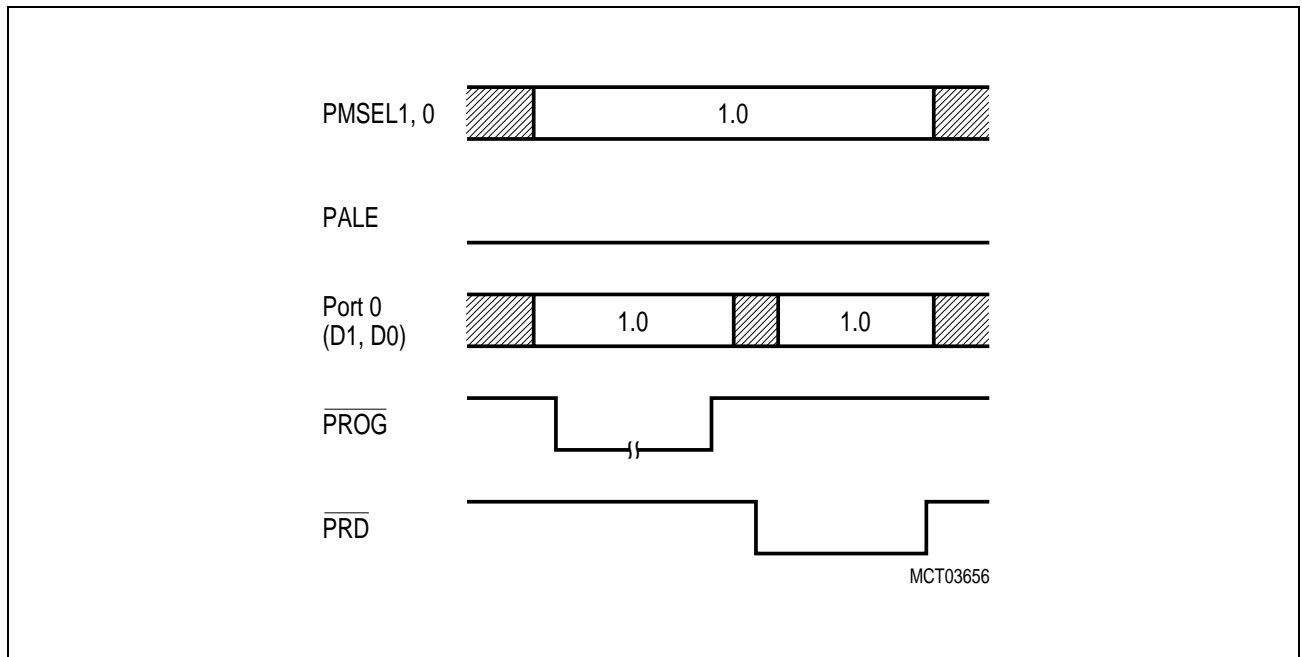 PMSEL1, 0
1.0
PALE
Port 0
(D1, D0)
1.0
1.0
PROG
PRD
MCT03656